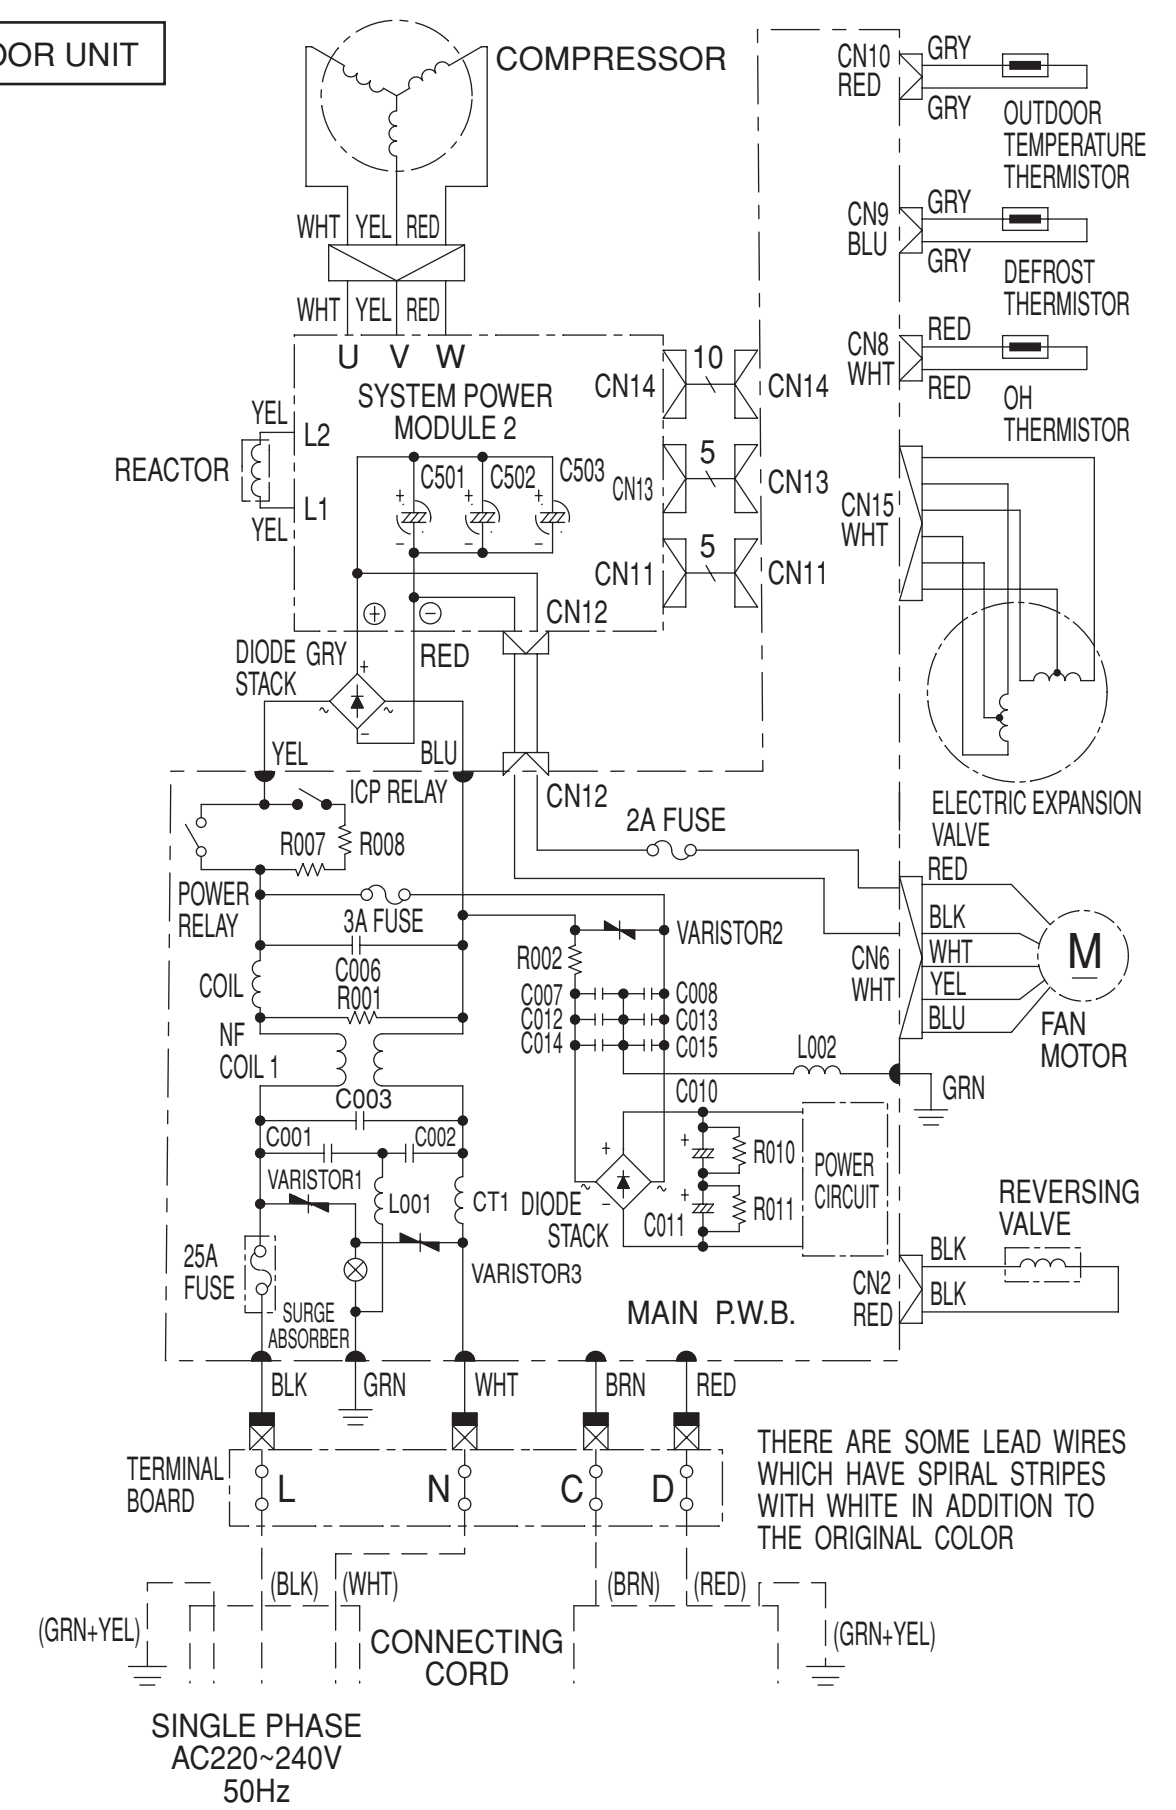 OOR UNIT
COMPRESSOR
WHT YEL RED
WHT YEL RED
U V W
SYSTEM POWER
MODULE 2
YEL
L2
REACTOR
L1
YEL
C501 C502 C503
+ + +
- - -
CN14 10 CN14
CN13 5 CN13
CN11 5 CN11
+ -
CN12
DIODE
STACK
GRY
RED
+
~ ~
-
YEL
BLU
CN12
CN10
RED
GRY
GRY
OUTDOOR
TEMPERATURE
THERMISTOR
CN9
BLU
GRY
GRY
DEFROST
THERMISTOR
CN8
WHT
RED
RED
OH
THERMISTOR
CN15
WHT
ELECTRIC EXPANSION
VALVE
ICP RELAY
R007 R008
POWER
RELAY
2A FUSE
3A FUSE
C006
R001
COIL
NF
COIL 1
C003
C001 C002
VARISTOR1
L001
CT1
25A
FUSE
SURGE
ABSORBER
VARISTOR3
VARISTOR2
R002
C007 C008
C012 C013
C014 C015
L002
GRN
C010
+
R010
+
C011
R011
POWER
CIRCUIT
DIODE
STACK
+
~ ~
-
CN6
WHT
RED
BLK
WHT
YEL
BLU
M
FAN
MOTOR
REVERSING
VALVE
CN2
RED
BLK
BLK
MAIN P.W.B.
BLK GRN WHT BRN RED
TERMINAL
BOARD
L N C D
THERE ARE SOME LEAD WIRES
WHICH HAVE SPIRAL STRIPES
WITH WHITE IN ADDITION TO
THE ORIGINAL COLOR
(BLK) (WHT) (BRN) (RED)
(GRN+YEL) (GRN+YEL)
CONNECTING
CORD
SINGLE PHASE
AC220~240V
50Hz